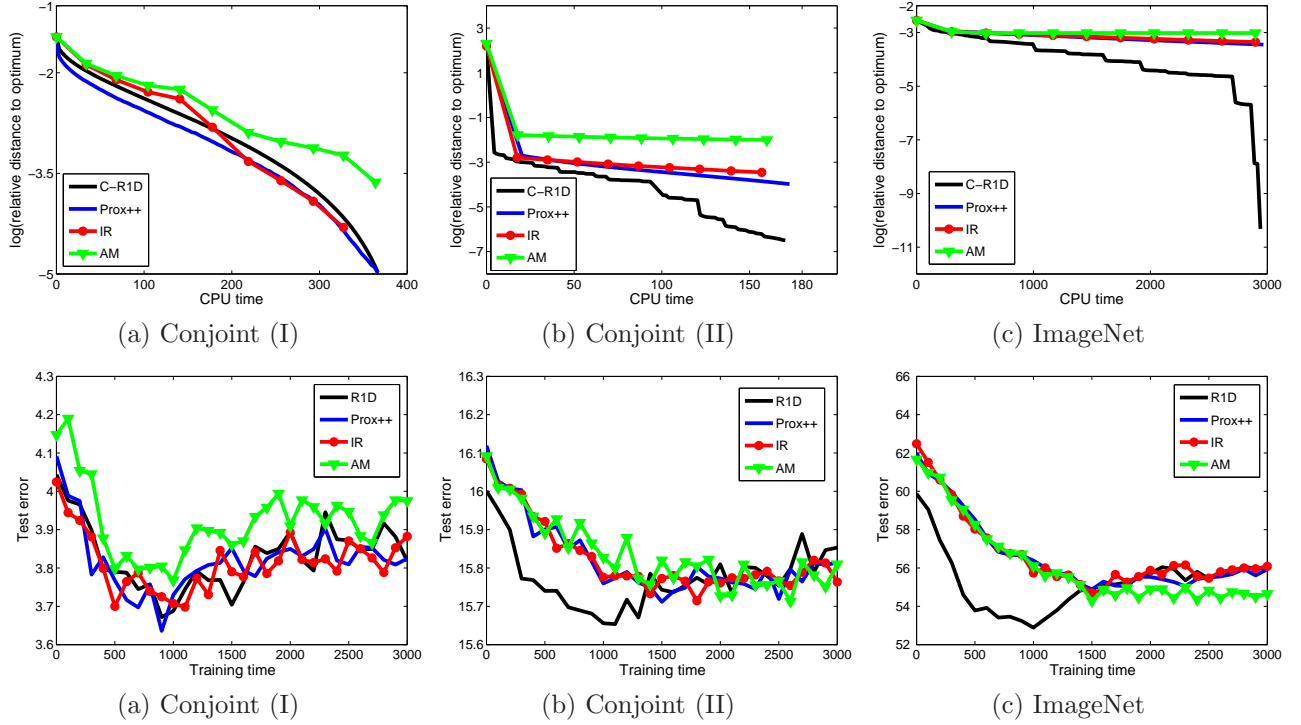 log(relative distance to optimum)
−1
−2
−3.5
−5
C−R1D
Prox++
IR
AM
0 100 200 300 400
CPU time
(a) Conjoint (I)
log(relative distance to optimum)
3
1
−1
−3
−5
−7
C−R1D
Prox++
IR
AM
0 50 100 150 180
CPU time
(b) Conjoint (II)
log(relative distance to optimum)
−2
−3
−5
−7
−9
−11
C−R1D
Prox++
IR
AM
0 1000 2000 3000
CPU time
(c) ImageNet
Test error
4.3
4.2
4.1
4
3.9
3.8
3.7
3.6
R1D
Prox++
IR
AM
0 500 1000 1500 2000 2500 3000
Training time
(a) Conjoint (I)
Test error
16.3
16.2
16.1
16
15.9
15.8
15.7
15.6
R1D
Prox++
IR
AM
0 500 1000 1500 2000 2500 3000
Training time
(b) Conjoint (II)
Test error
66
64
62
60
58
56
54
52
R1D
Prox++
IR
AM
0 500 1000 1500 2000 2500 3000
Training time
(c) ImageNet